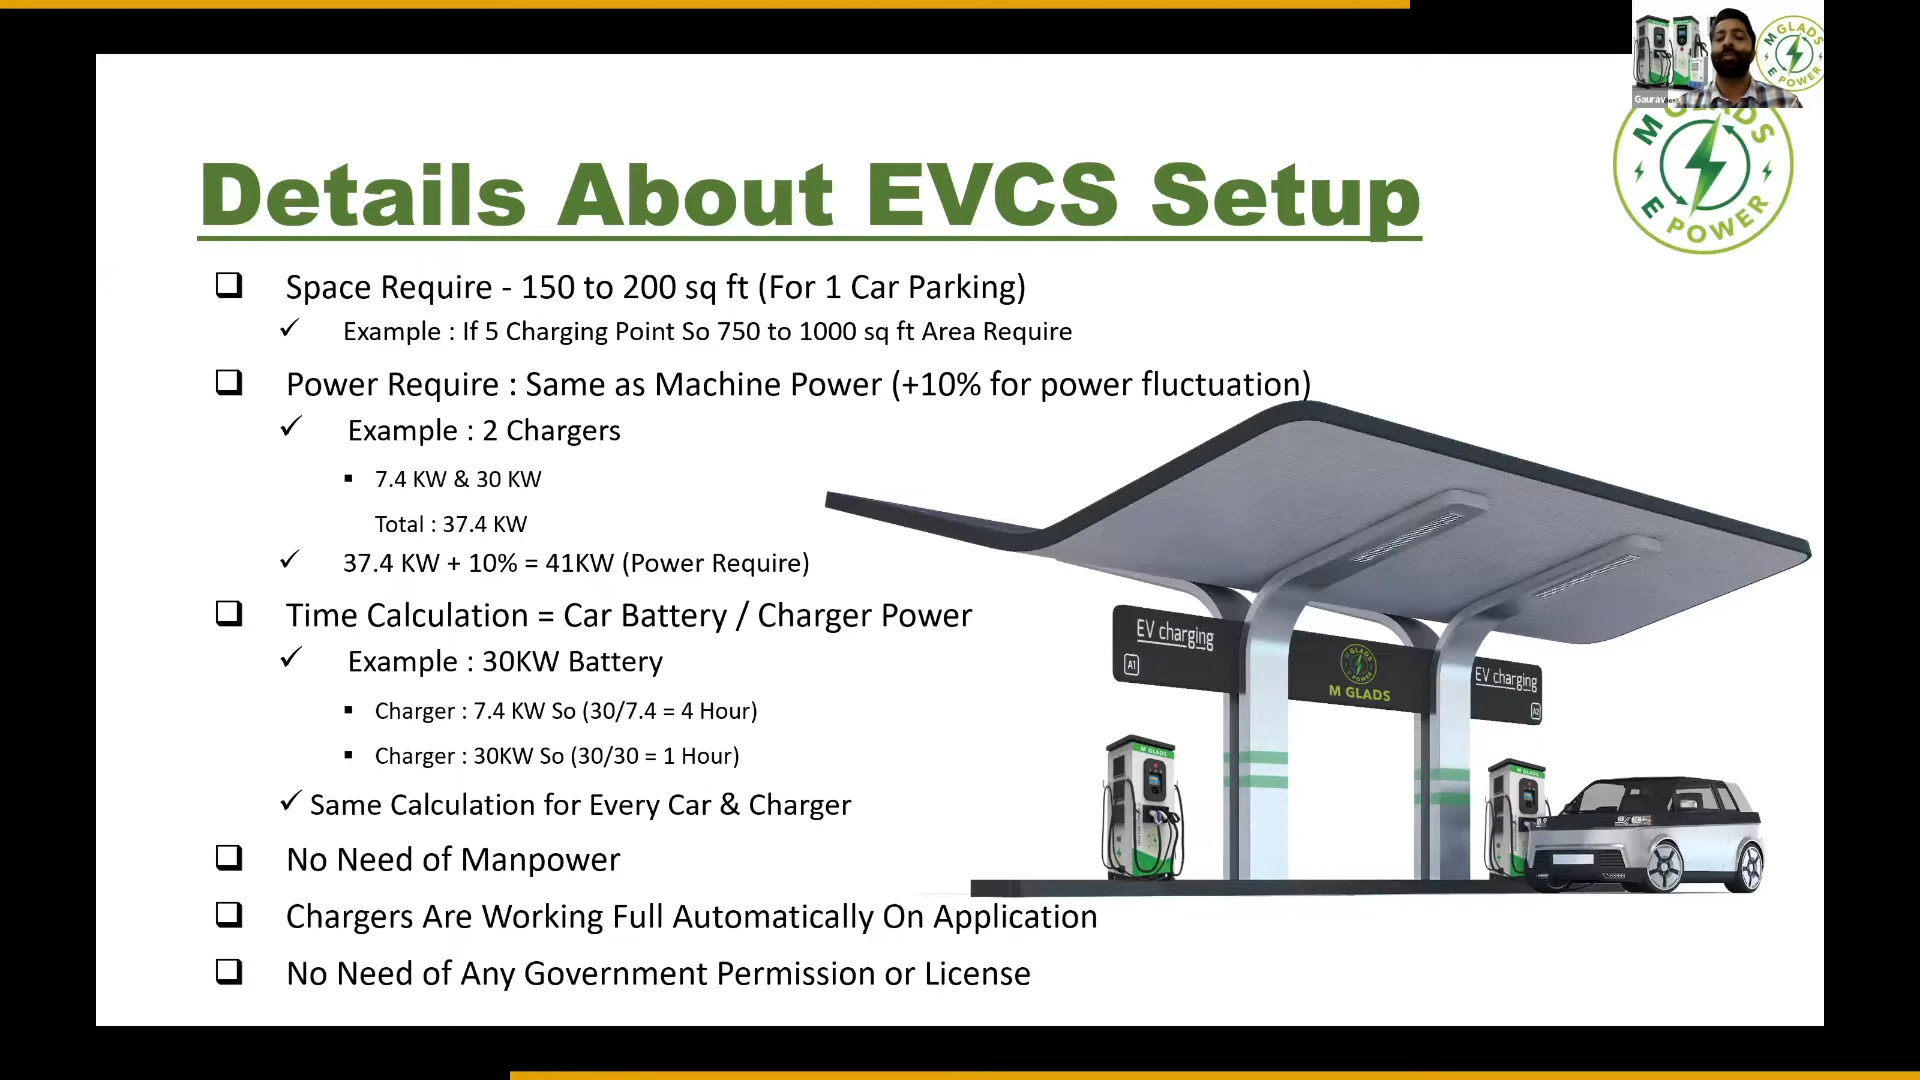 M GLADS
E POWER
Gaurav
M GLADS
E POWER
Details About EVCS Setup
Space Require - 150 to 200 sq ft (For 1 Car Parking)
Example : If 5 Charging Point So 750 to 1000 sq ft Area Require
Power Require : Same as Machine Power (+10% for power fluctuation)
Example : 2 Chargers
7.4 KW & 30 KW
Total : 37.4 KW
37.4 KW + 10% = 41KW (Power Require)
Time Calculation = Car Battery / Charger Power
Example : 30KW Battery
Charger : 7.4 KW So (30/7.4 = 4 Hour)
Charger : 30KW So (30/30 = 1 Hour)
Same Calculation for Every Car & Charger
No Need of Manpower
Chargers Are Working Full Automatically On Application
No Need of Any Government Permission or License
EV charging
A1
M GLADS
EV charging
A2
M GLADS
M GLADS